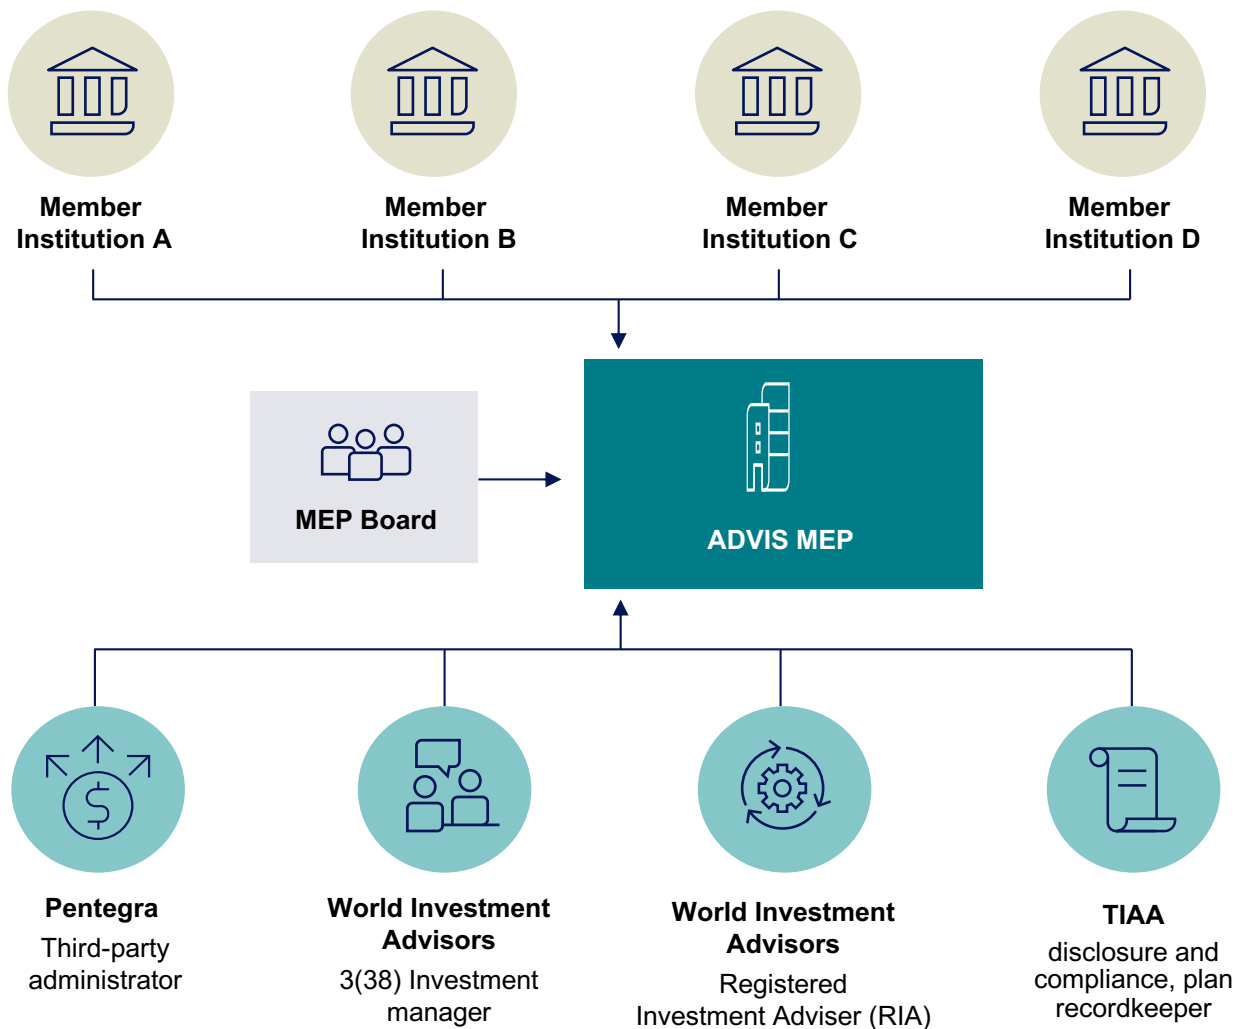 Member
Institution A
Member
Institution B
Member
Institution C
Member
Institution D
MEP Board
ADVIS MEP
Pentegra
Third-party
administrator
World Investment
Advisors
3(38) Investment
manager
World Investment
Advisors
Registered
Investment Adviser (RIA)
TIAA
disclosure and
compliance, plan
recordkeeper